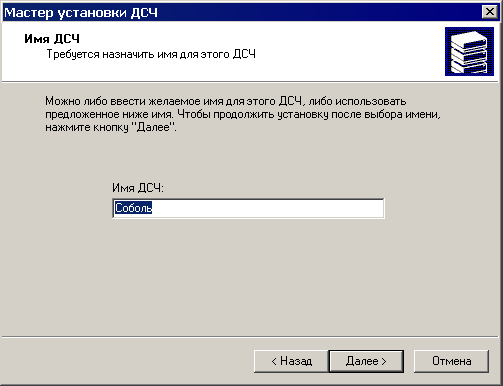 Мастер установки ДСЧ
Имя ДСЧ
Требуется назначить имя для этого ДСЧ
Можно либо ввести желаемое имя для этого ДСЧ, либо использовать
предложенное ниже имя. Чтобы продолжить установку после выбора имени,
нажмите кнопку "Далее".
Имя ДСЧ:
Соболь
< Назад
Далее >
Отмена